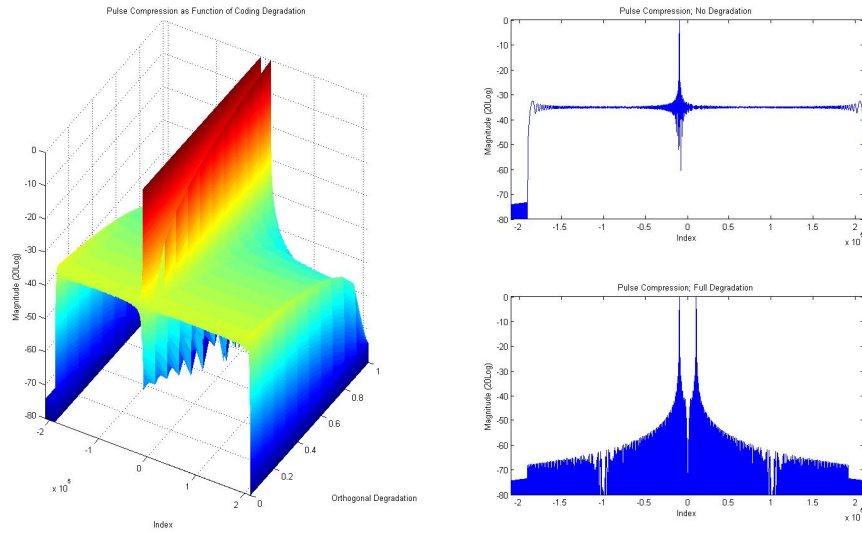 Pulse Compression as Function of Coding Degradation
0
-10
-20
-30
-40
-50
-60
-70
-80
Magnitude (20Log)
-2
-1
0
1
2
x 10^5
Index
0
0.2
0.4
0.6
0.8
1
Orthogonal Degradation
Pulse Compression; No Degradation
0
-10
-20
-30
-40
-50
-60
-70
-80
Magnitude (20Log)
-2 -1.5 -1 -0.5 0 0.5 1 1.5 2
x 10^5
Index
Pulse Compression; Full Degradation
0
-10
-20
-30
-40
-50
-60
-70
-80
Magnitude (20Log)
-2 -1.5 -1 -0.5 0 0.5 1 1.5 2
x 10^5
Index